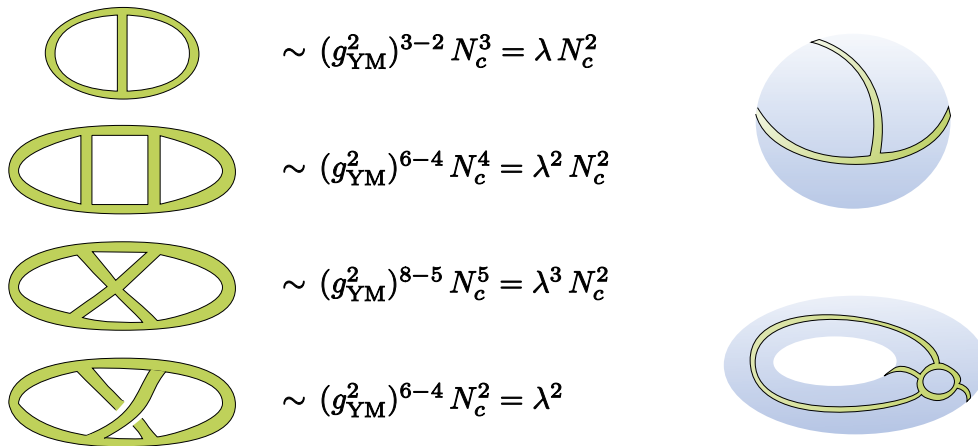 ∼ (g²_YM)³⁻² N_c³ = λ N_c²
∼ (g²_YM)⁶⁻⁴ N_c⁴ = λ² N_c²
∼ (g²_YM)⁸⁻⁵ N_c⁵ = λ³ N_c²
∼ (g²_YM)⁶⁻⁴ N_c² = λ²